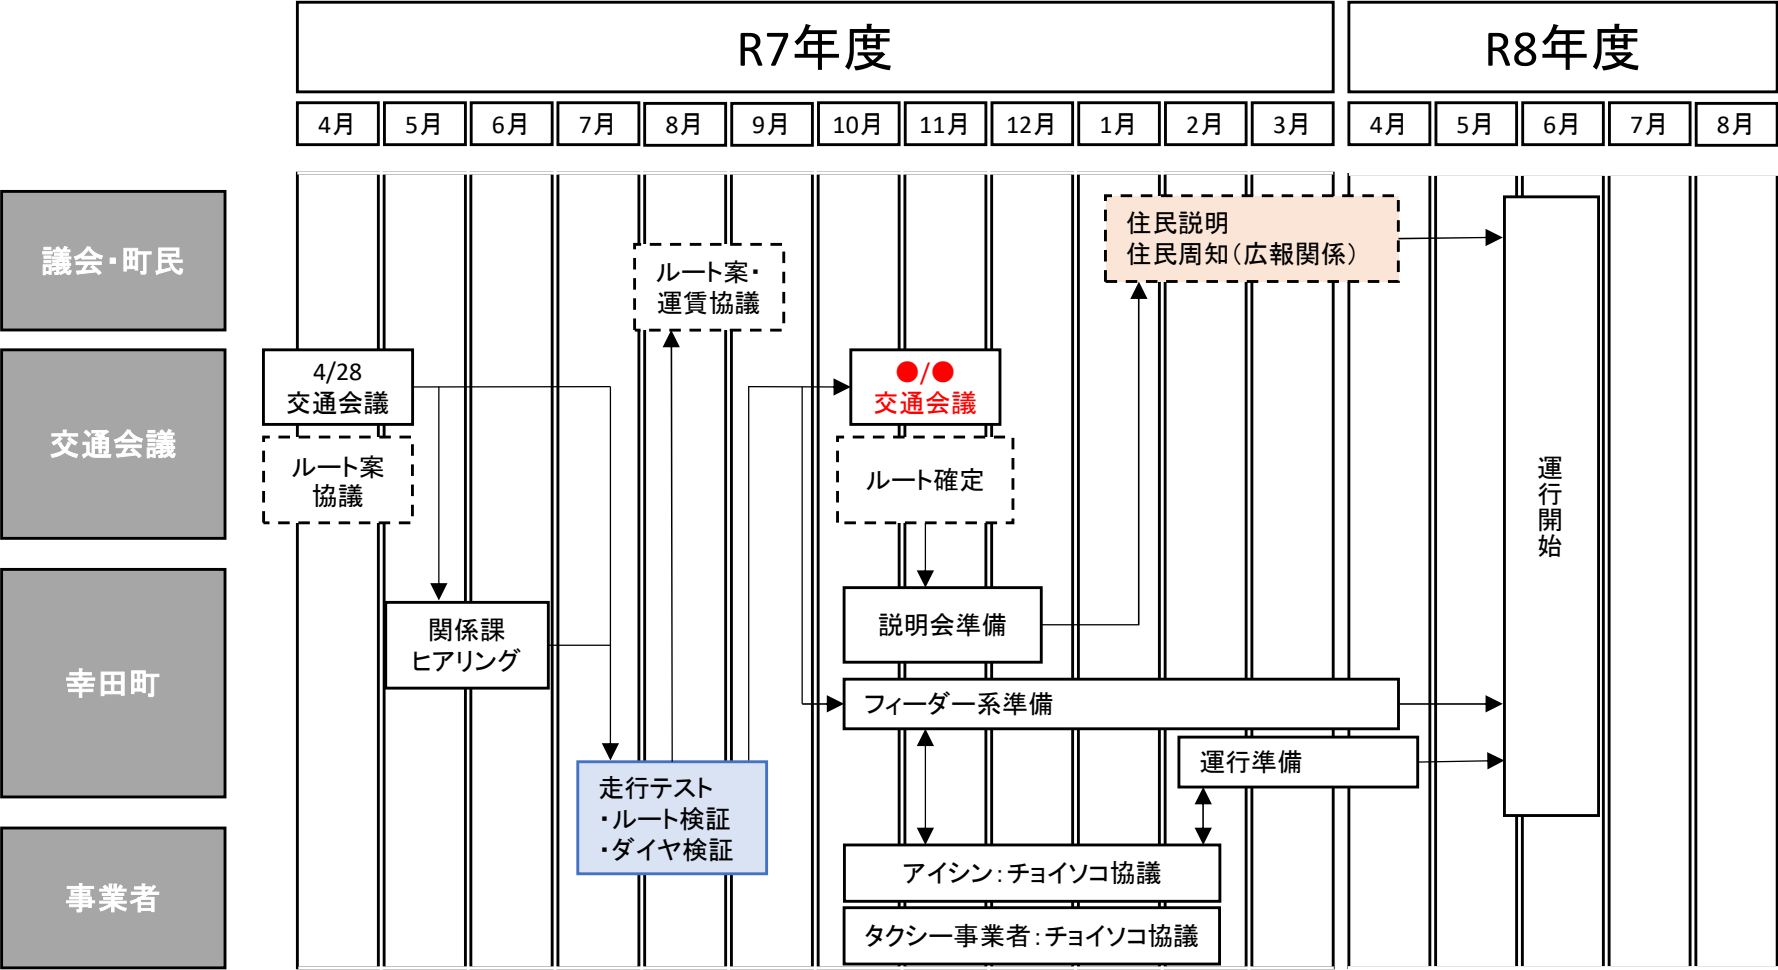 R7年度
R8年度
4月
5月
6月
7月
8月
9月
10月
11月
12月
1月
2月
3月
4月
5月
6月
7月
8月
議会・町民
ルート案・
運賃協議
住民説明
住民周知（広報関係）
交通会議
4/28
交通会議
ルート案
協議
●/●
交通会議
ルート確定
運行開始
幸田町
関係課
ヒアリング
説明会準備
フィーダー系準備
運行準備
走行テスト
・ルート検証
・ダイヤ検証
事業者
アイシン：チョイソコ協議
タクシー事業者：チョイソコ協議